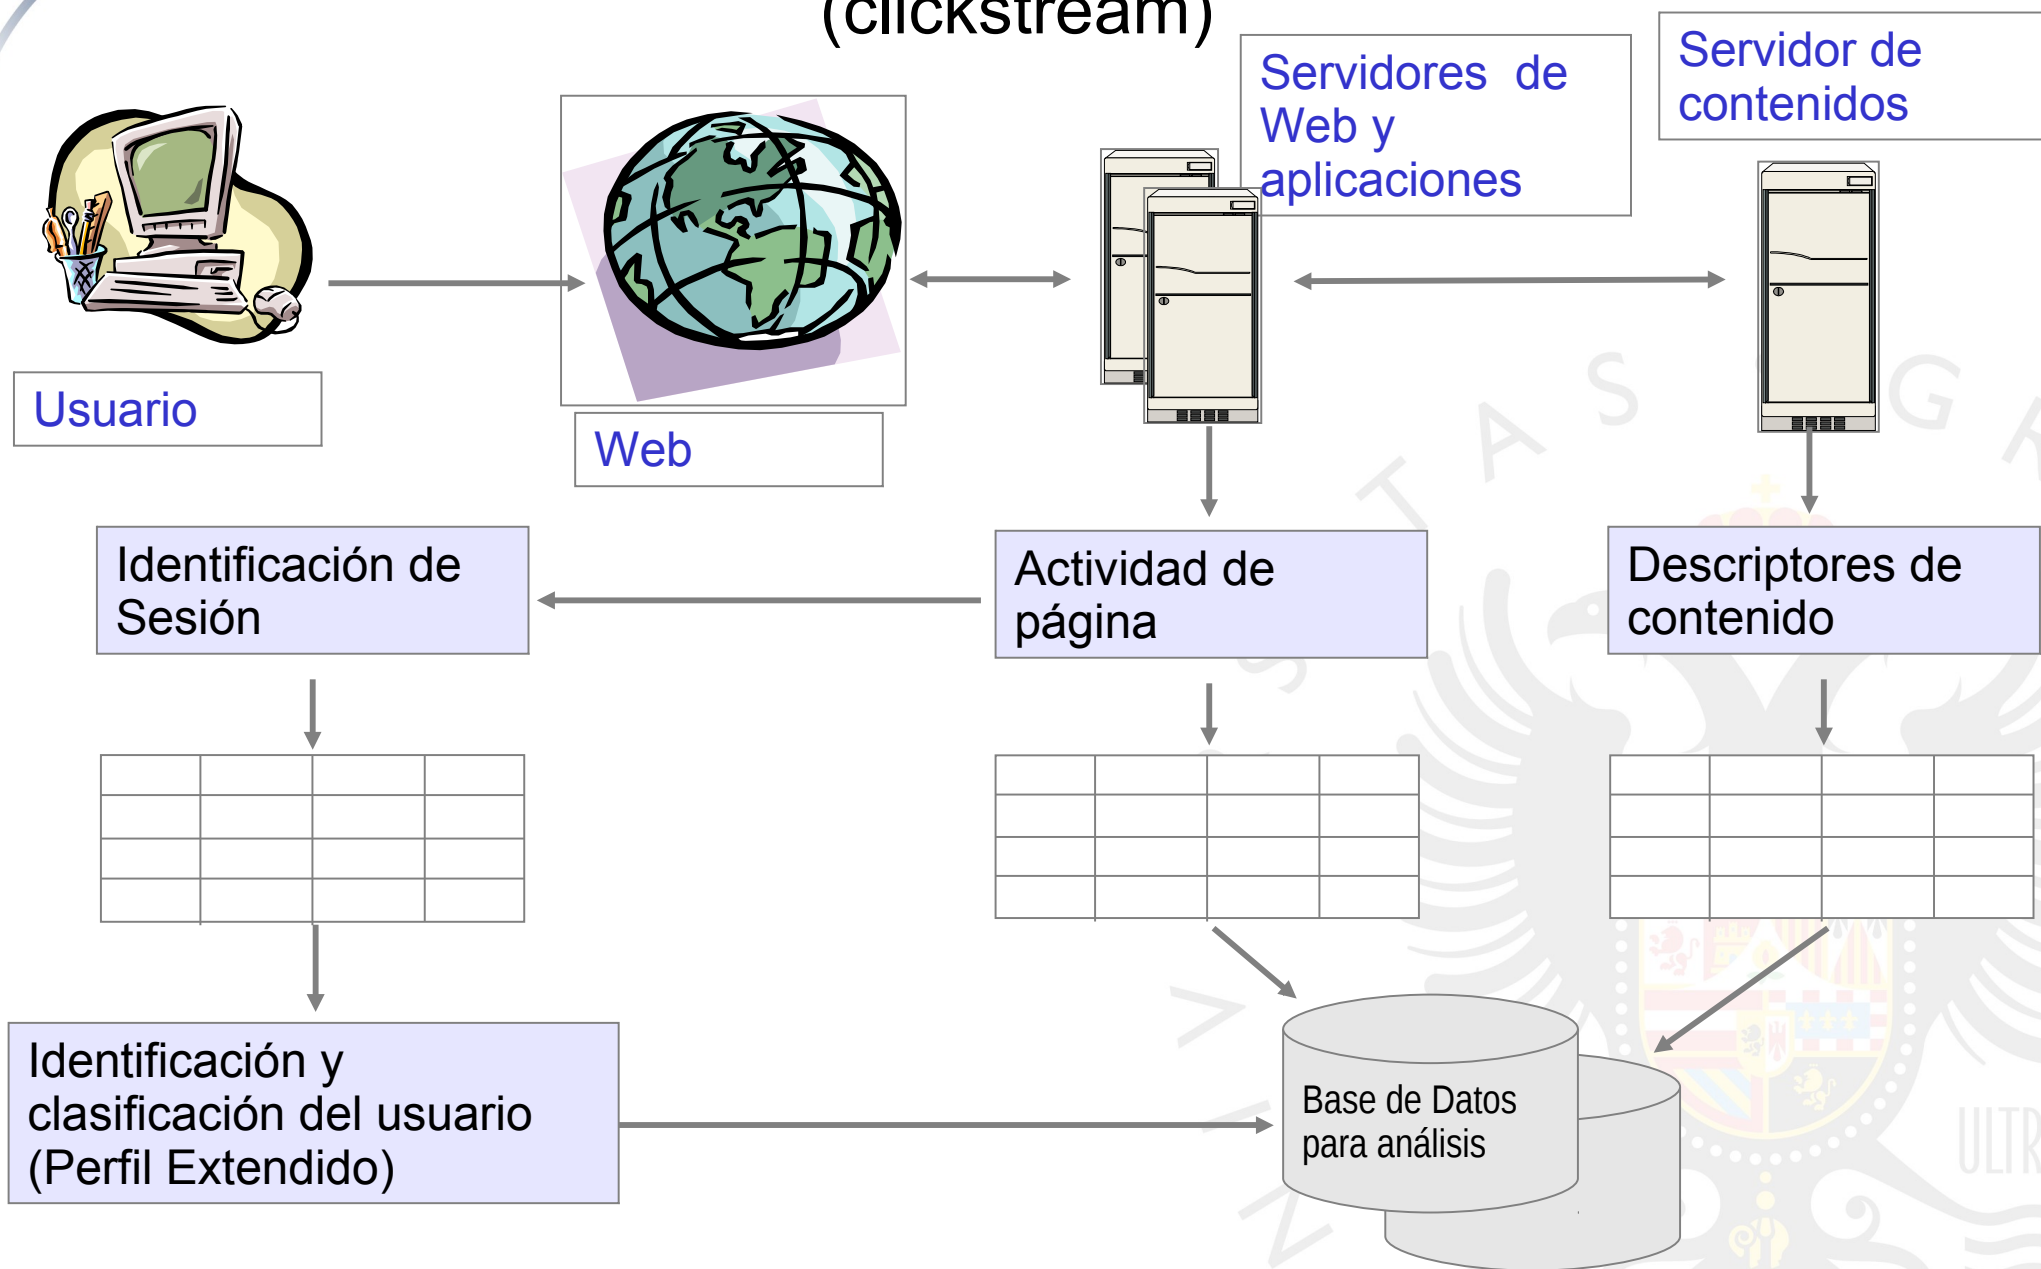 (clickstream)
Servidores de
Web y
aplicaciones
Servidor de
contenidos
Usuario
Web
Identificación de
Sesión
Actividad de
página
Descriptores de
contenido
Identificación y
clasificación del usuario
(Perfil Extendido)
Base de Datos
para análisis